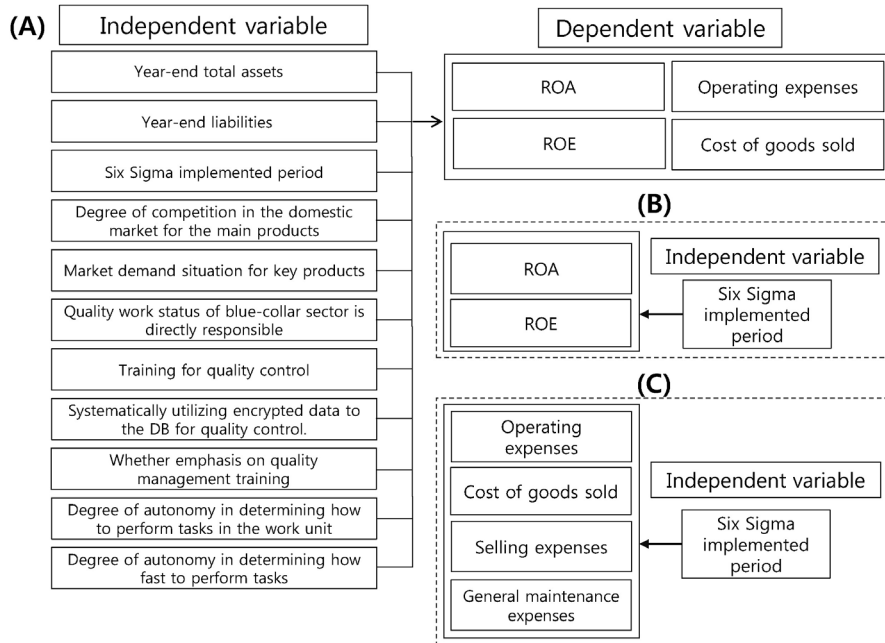 (A)
Independent variable
Year-end total assets
Year-end liabilities
Six Sigma implemented period
Degree of competition in the domestic
market for the main products
Market demand situation for key products
Quality work status of blue-collar sector is
directly responsible
Training for quality control
Systematically utilizing encrypted data to
the DB for quality control.
Whether emphasis on quality
management training
Degree of autonomy in determining how
to perform tasks in the work unit
Degree of autonomy in determining how
fast to perform tasks
Dependent variable
ROA
Operating expenses
ROE
Cost of goods sold
(B)
ROA
ROE
Independent variable
Six Sigma
implemented
period
(C)
Operating
expenses
Cost of goods sold
Selling expenses
General maintenance
expenses
Independent variable
Six Sigma
implemented
period